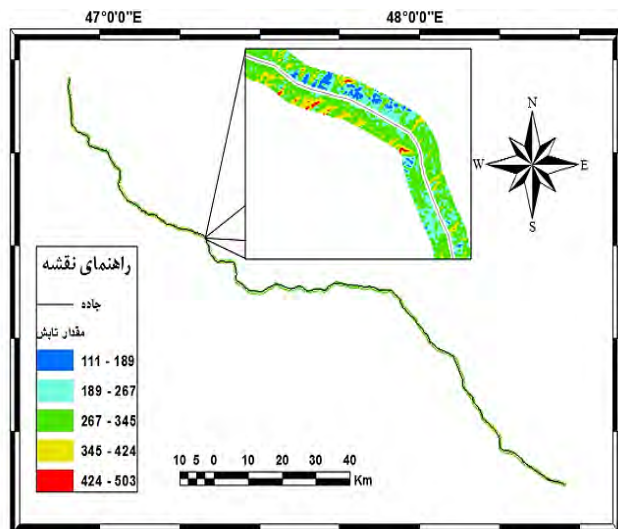 47°0'0"E 48°0'0"E
N
W E
S
راهنمای نقشه
جاده
مقدار تابش
111 - 189
189 - 267
267 - 345
345 - 424
424 - 503
10 5 0 10 20 30 40
Km